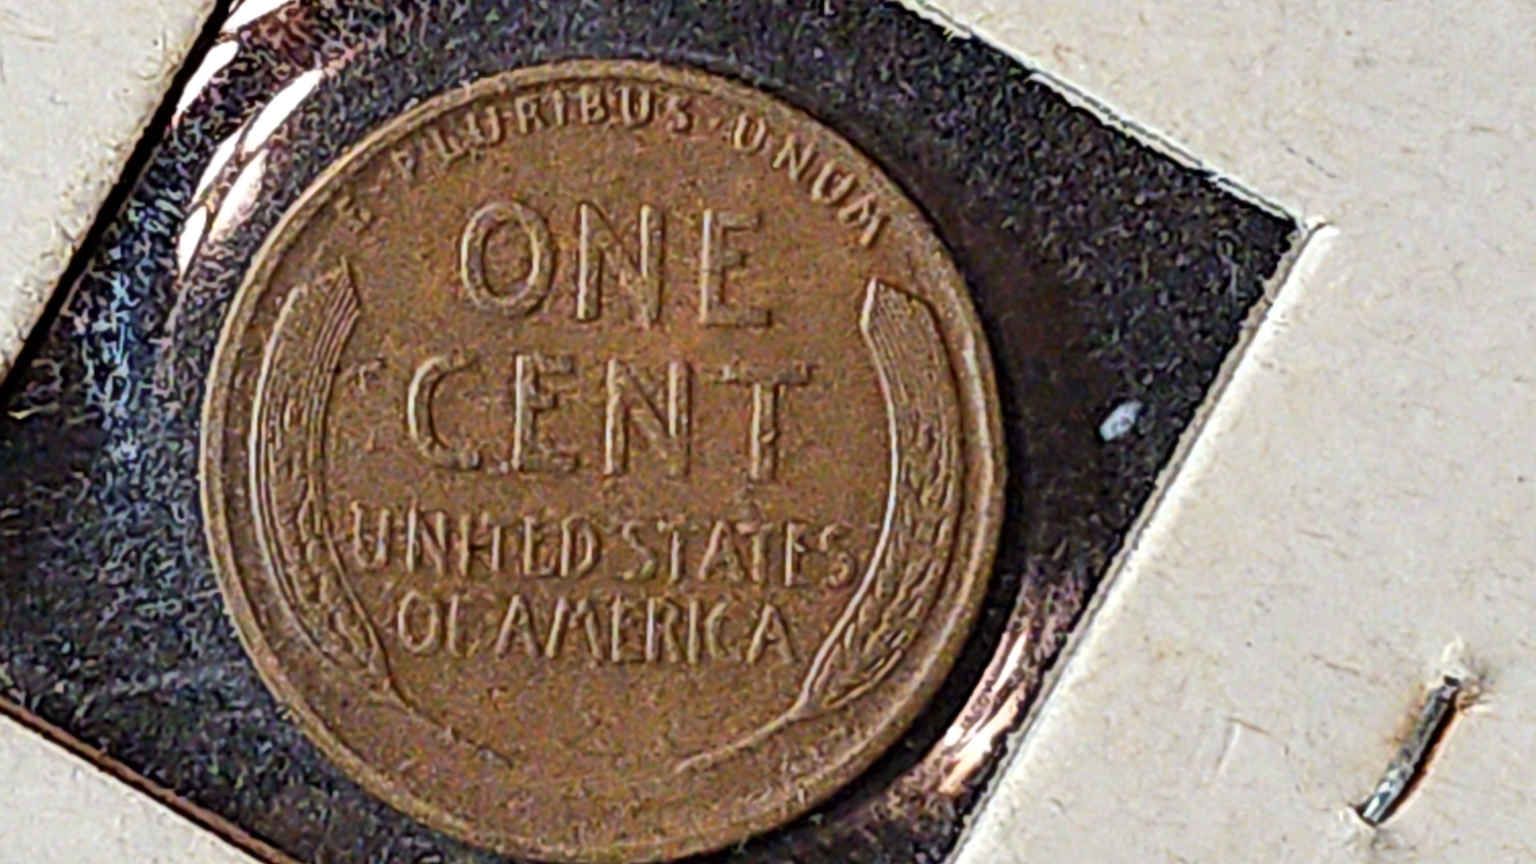 E·PLURIBUS·UNUM
ONE
CENT
UNITED STATES
OF AMERICA